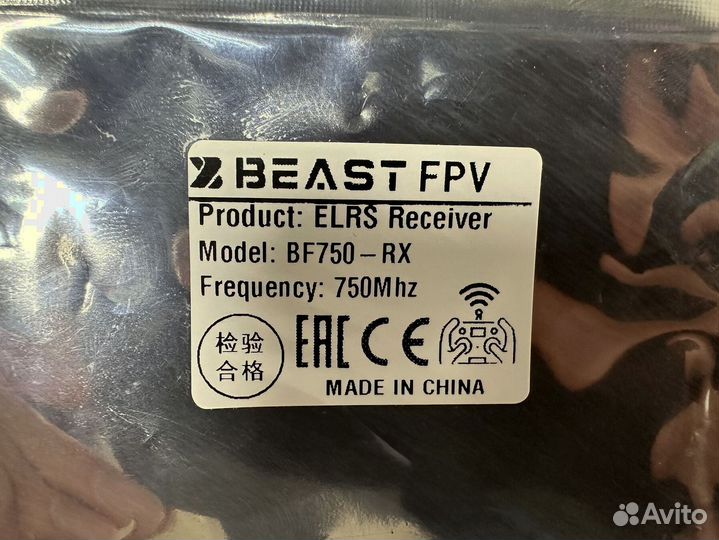 BEAST FPV
Product: ELRS Receiver
Model: BF750-RX
Frequency: 750Mhz
检验
合格
EAC CE
MADE IN CHINA
Avito